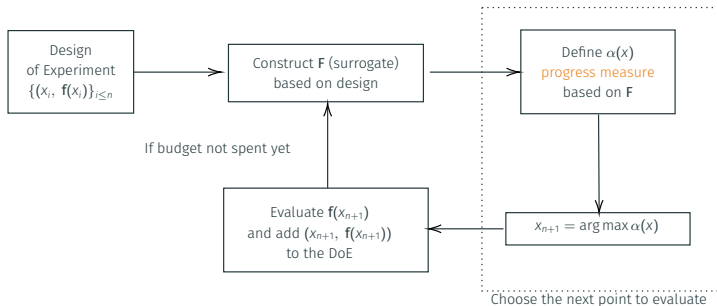 Design
of Experiment
{(xᵢ, f(xᵢ)}ᵢ≤ₙ
Construct F (surrogate)
based on design
Define α(x)
progress measure
based on F
If budget not spent yet
Evaluate f(xₙ₊₁)
and add (xₙ₊₁, f(xₙ₊₁))
to the DoE
xₙ₊₁ = arg max α(x)
Choose the next point to evaluate